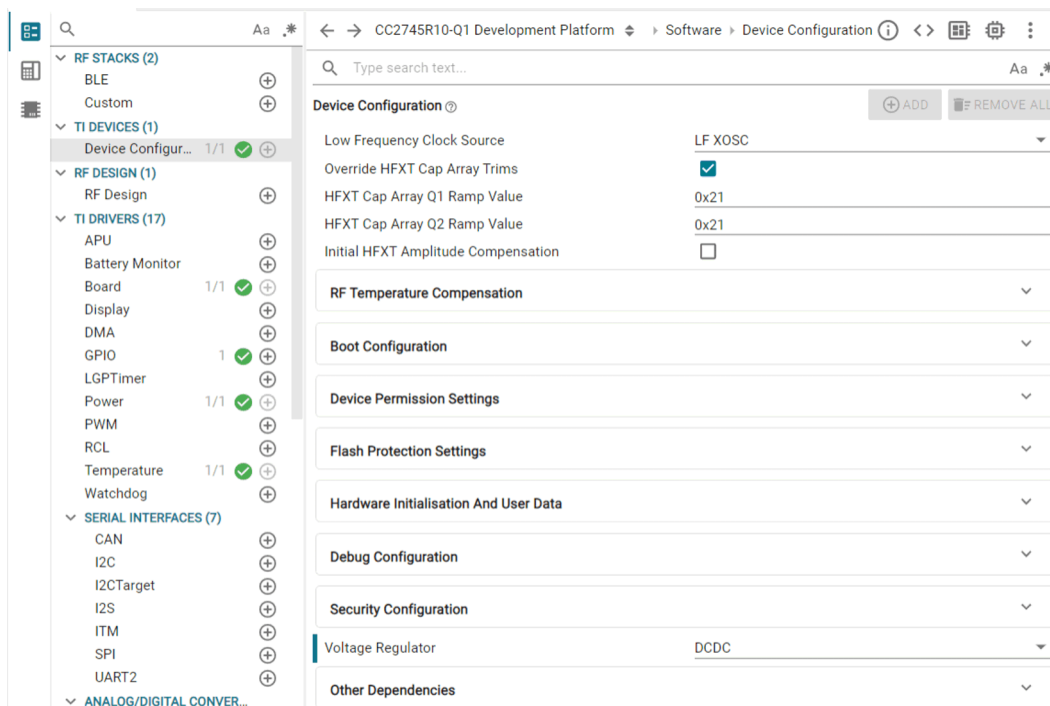 Aa .*
RF STACKS (2)
BLE
Custom
TI DEVICES (1)
Device Configur... 1/1
RF DESIGN (1)
RF Design
TI DRIVERS (17)
APU
Battery Monitor
Board 1/1
Display
DMA
GPIO 1
LGPTimer
Power 1/1
PWM
RCL
Temperature 1/1
Watchdog
SERIAL INTERFACES (7)
CAN
I2C
I2CTarget
I2S
ITM
SPI
UART2
ANALOG/DIGITAL CONVER...
CC2745R10-Q1 Development Platform Software Device Configuration
Type search text... Aa .*
Device Configuration ADD REMOVE ALL
Low Frequency Clock Source LF XOSC
Override HFXT Cap Array Trims
HFXT Cap Array Q1 Ramp Value 0x21
HFXT Cap Array Q2 Ramp Value 0x21
Initial HFXT Amplitude Compensation
RF Temperature Compensation
Boot Configuration
Device Permission Settings
Flash Protection Settings
Hardware Initialisation And User Data
Debug Configuration
Security Configuration
Voltage Regulator DCDC
Other Dependencies